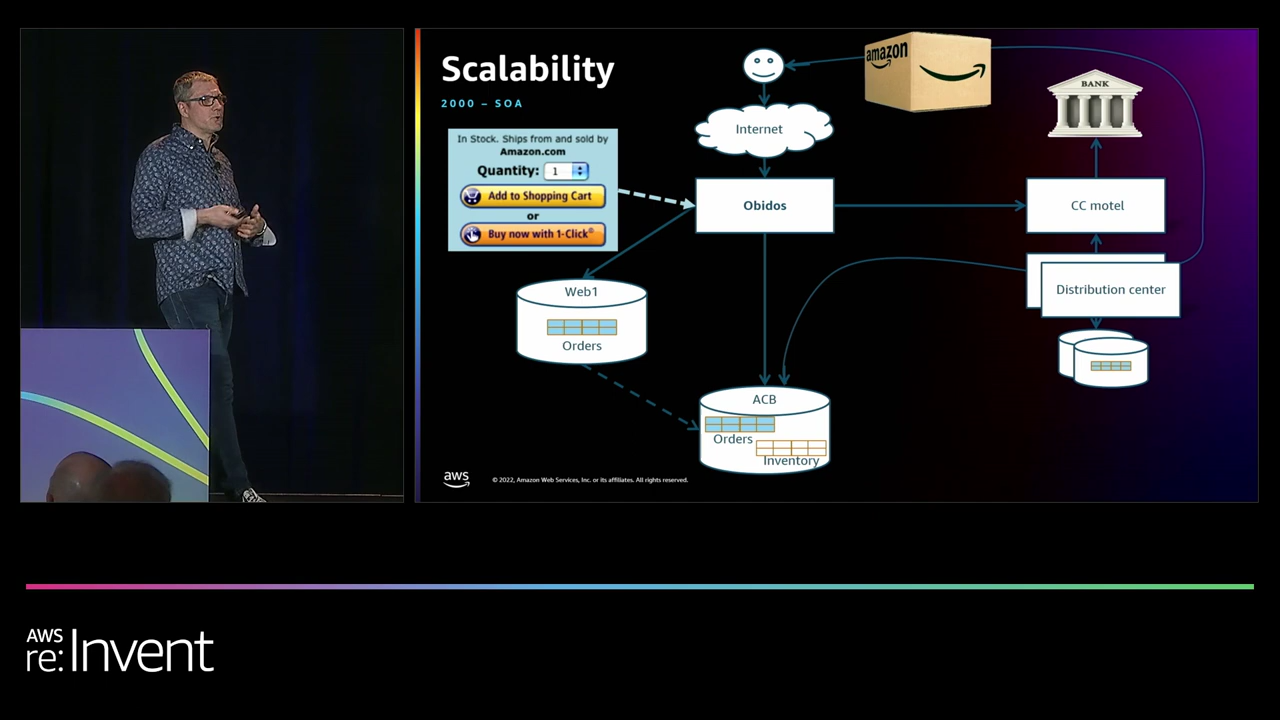 Scalability
2000 – SOA
In Stock. Ships from and sold by
Amazon.com
Quantity: 1
Add to Shopping Cart
or
Buy now with 1-Click®
Internet
amazon
BANK
Obidos
CC motel
Distribution center
Web1
Orders
ACB
Orders
Inventory
aws
© 2022, Amazon Web Services, Inc. or its affiliates. All rights reserved.
AWS
re:Invent